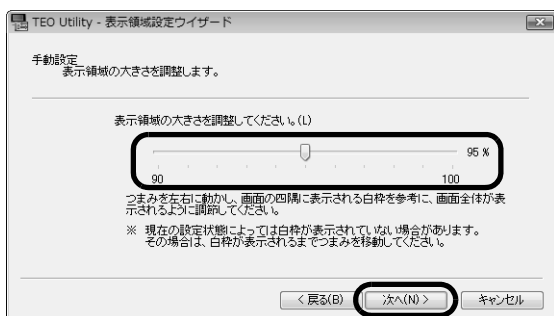 TEO Utility - 表示領域設定ウィザード
手動設定
表示領域の大きさを調整します。
表示領域の大きさを調整してください。(L)
95 %
90 100
つまみを左右に動かし、画面の四隅に表示される白枠を参考に、画面全体が表
示されるように調節してください。
※ 現在の設定状態によっては白枠が表示されていない場合があります。
その場合は、白枠が表示されるまでつまみを移動してください。
< 戻る(B) 次へ(N) > キャンセル